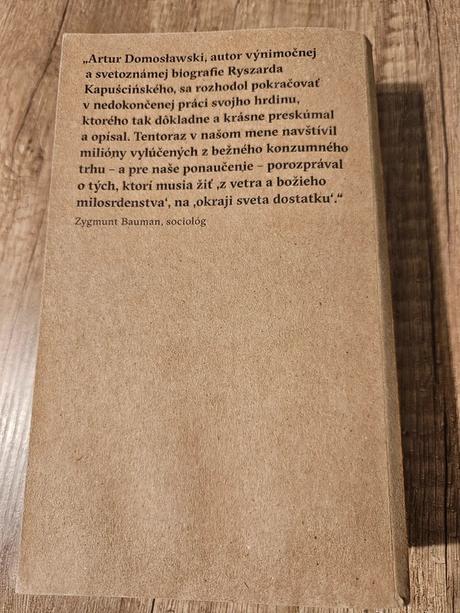 „Artur Domosławski, autor výnimočnej
a svetoznámej biografie Ryszarda
Kapuścińského, sa rozhodol pokračovať
v nedokončenej práci svojho hrdinu,
ktorého tak dôkladne a krásne preskúmal
a opísal. Tentoraz v našom mene navštívil
milióny vylúčených z bežného konzumného
trhu – a pre naše ponaučenie – porozprával
o tých, ktorí musia žiť ‚z vetra a božieho
milosrdenstva‘, na ‚okraji sveta dostatku‘.“
Zygmunt Bauman, sociológ